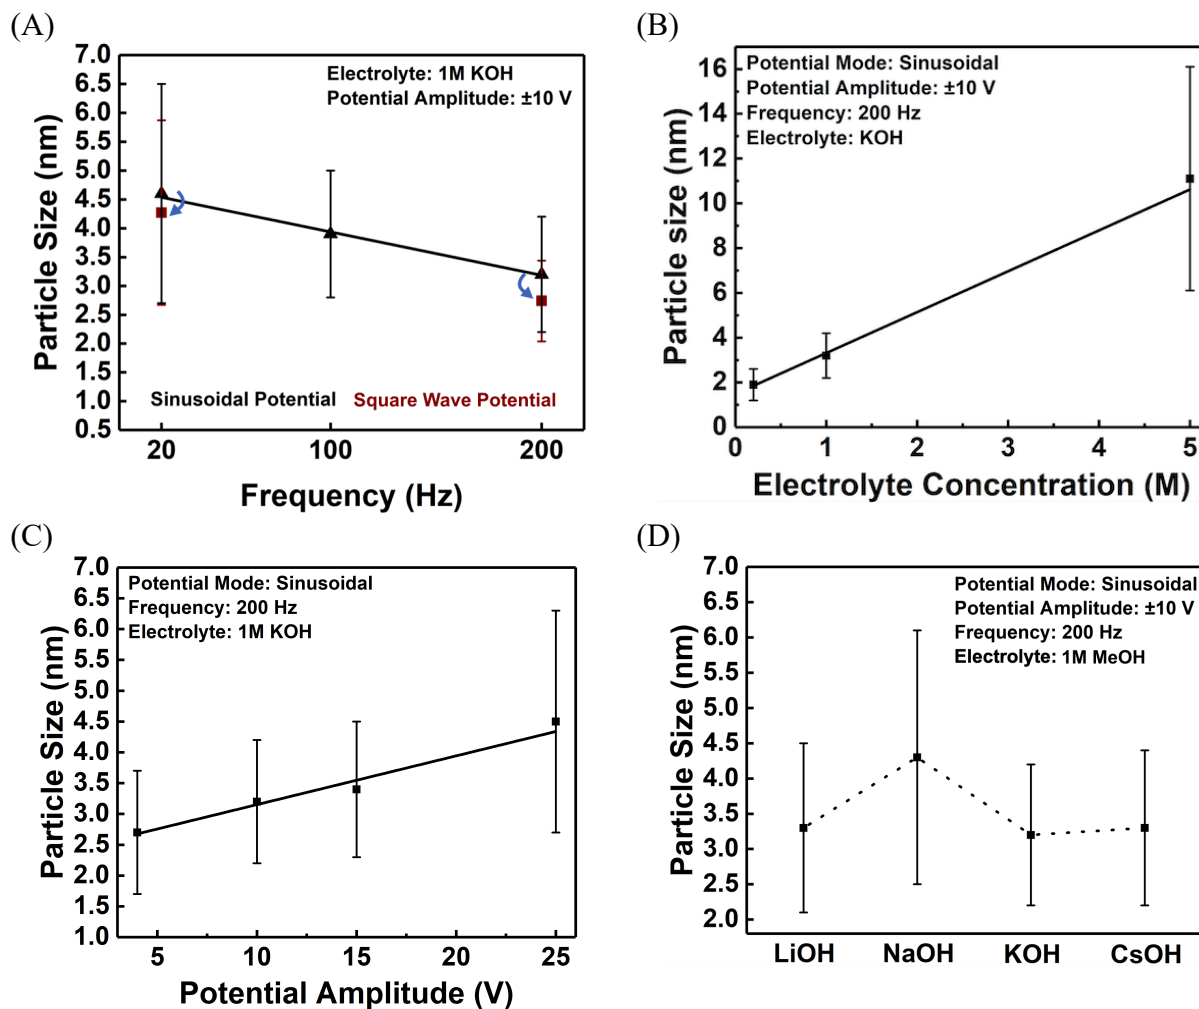 (A)
Particle Size (nm)
7.0
6.5
6.0
5.5
5.0
4.5
4.0
3.5
3.0
2.5
2.0
1.5
1.0
0.5
Electrolyte: 1M KOH
Potential Amplitude: ±10 V
Sinusoidal Potential
Square Wave Potential
20
100
200
Frequency (Hz)
(B)
Particle size (nm)
16
14
12
10
8
6
4
2
0
Potential Mode: Sinusoidal
Potential Amplitude: ±10 V
Frequency: 200 Hz
Electrolyte: KOH
0
1
2
3
4
5
Electrolyte Concentration (M)
(C)
Particle Size (nm)
7.0
6.5
6.0
5.5
5.0
4.5
4.0
3.5
3.0
2.5
2.0
1.5
1.0
Potential Mode: Sinusoidal
Frequency: 200 Hz
Electrolyte: 1M KOH
5
10
15
20
25
Potential Amplitude (V)
(D)
Particle Size (nm)
7.0
6.5
6.0
5.5
5.0
4.5
4.0
3.5
3.0
2.5
2.0
Potential Mode: Sinusoidal
Potential Amplitude: ±10 V
Frequency: 200 Hz
Electrolyte: 1M MeOH
LiOH
NaOH
KOH
CsOH